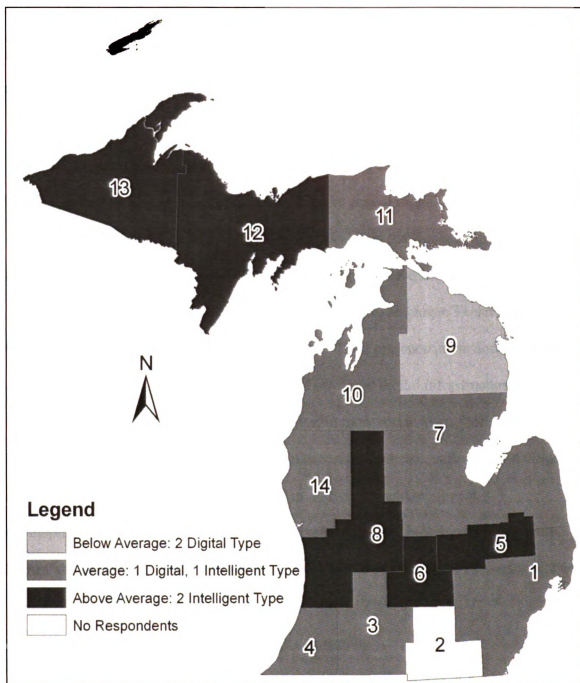 13
12
11
9
N
10
7
14
Legend
Below Average: 2 Digital Type
Average: 1 Digital, 1 Intelligent Type
Above Average: 2 Intelligent Type
No Respondents
8
5
6
1
3
4
2